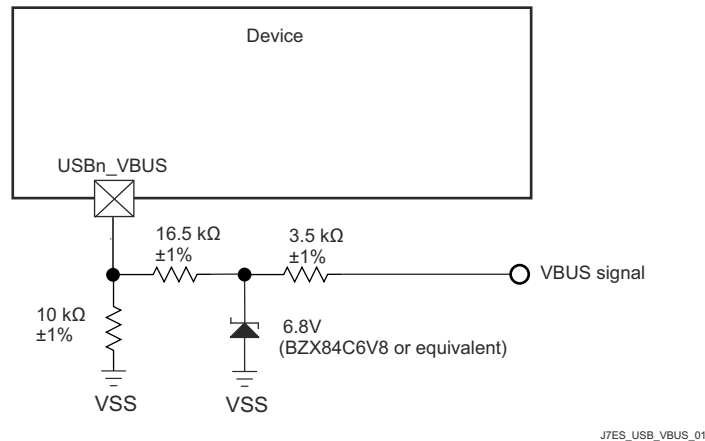 Device
USBn_VBUS
16.5 kΩ
±1%
3.5 kΩ
±1%
VBUS signal
10 kΩ
±1%
6.8V
(BZX84C6V8 or equivalent)
VSS
VSS
J7ES_USB_VBUS_01